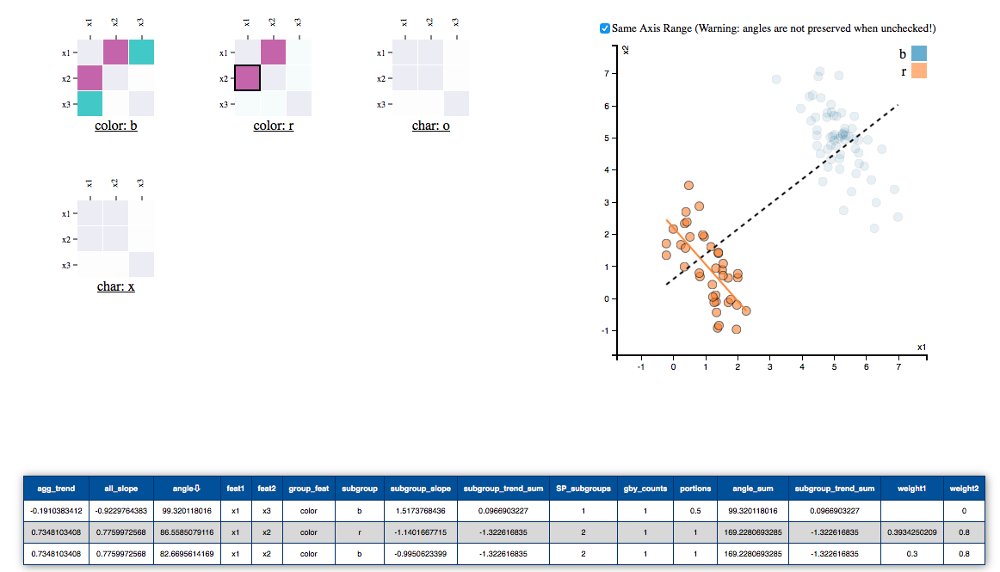 x1 x2 x3
x1
x2
x3
color: b
x1 x2 x3
x1
x2
x3
color: r
x1 x2 x3
x1
x2
x3
char: o
x1 x2 x3
x1
x2
x3
char: x
Same Axis Range (Warning: angles are not preserved when unchecked!)
x2
b
r
7
6
5
4
3
2
1
0
-1
x1
-1 0 1 2 3 4 5 6 7
agg_trend all_slope angle⇩ feat1 feat2 group_feat subgroup subgroup_slope subgroup_trend_sum SP_subgroups gby_counts portions angle_sum subgroup_trend_sum weight1 weight2
-0.1910383412 -0.9229764383 99.320118016 x1 x3 color b 1.5173768436 0.0966903227 1 1 0.5 99.320118016 0.0966903227 0
0.7348103408 0.7759972568 86.5585079116 x1 x2 color r -1.1401667715 -1.322616835 2 1 1 169.2280693285 -1.322616835 0.3934250209 0.8
0.7348103408 0.7759972568 82.6695614169 x1 x2 color b -0.9950623399 -1.322616835 2 1 1 169.2280693285 -1.322616835 0.3 0.8